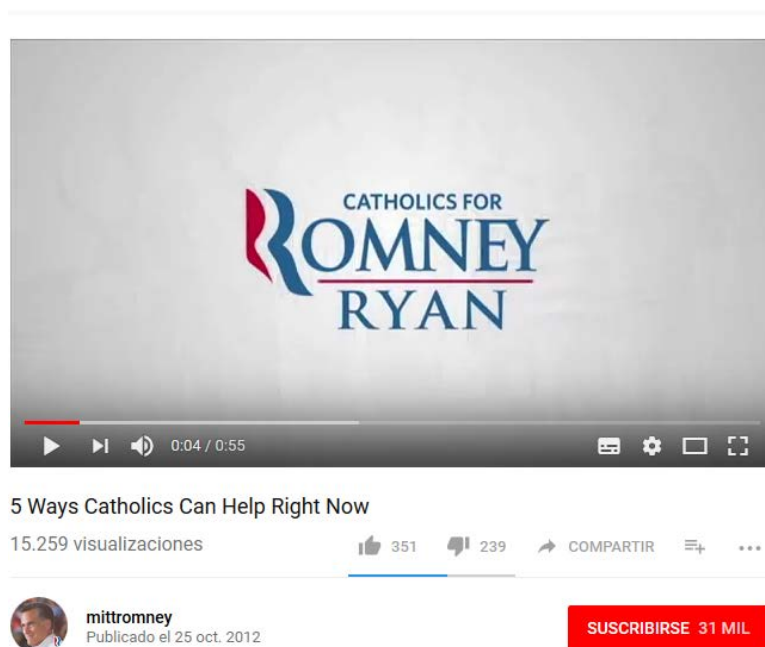 CATHOLICS FOR
ROMNEY
RYAN
0:04 / 0:55
5 Ways Catholics Can Help Right Now
15.259 visualizaciones
351 239 COMPARTIR
mittromney
Publicado el 25 oct. 2012
SUSCRIBIRSE 31 MIL